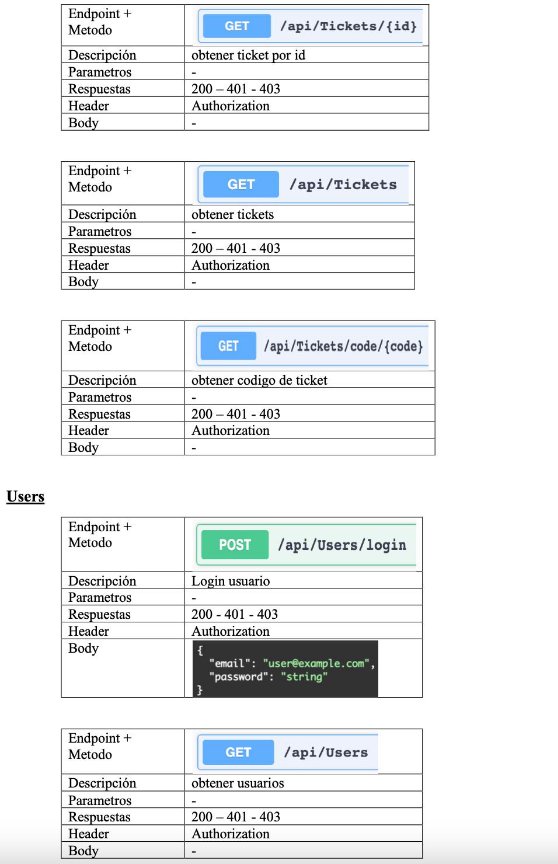 Endpoint +
Metodo
GET /api/Tickets/{id}
Descripción obtener ticket por id
Parametros -
Respuestas 200 – 401 - 403
Header Authorization
Body -
Endpoint +
Metodo
GET /api/Tickets
Descripción obtener tickets
Parametros -
Respuestas 200 – 401 - 403
Header Authorization
Body -
Endpoint +
Metodo
GET /api/Tickets/code/{code}
Descripción obtener codigo de ticket
Parametros -
Respuestas 200 – 401 - 403
Header Authorization
Body -
Users
Endpoint +
Metodo
POST /api/Users/login
Descripción Login usuario
Parametros -
Respuestas 200 - 401 - 403
Header Authorization
Body
{
"email": "user@example.com",
"password": "string"
}
Endpoint +
Metodo
GET /api/Users
Descripción obtener usuarios
Parametros -
Respuestas 200 – 401 - 403
Header Authorization
Body -